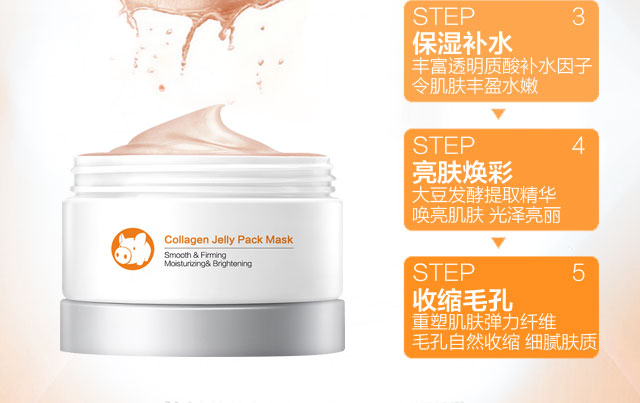 STEP 3
保湿补水
丰富透明质酸补水因子
令肌肤丰盈水嫩
STEP 4
亮肤焕彩
大豆发酵提取精华
唤亮肌肤 光泽亮丽
STEP 5
收缩毛孔
重塑肌肤弹力纤维
毛孔自然收缩 细腻肤质
Collagen Jelly Pack Mask
Smooth & Firming
Moisturizing& Brightening